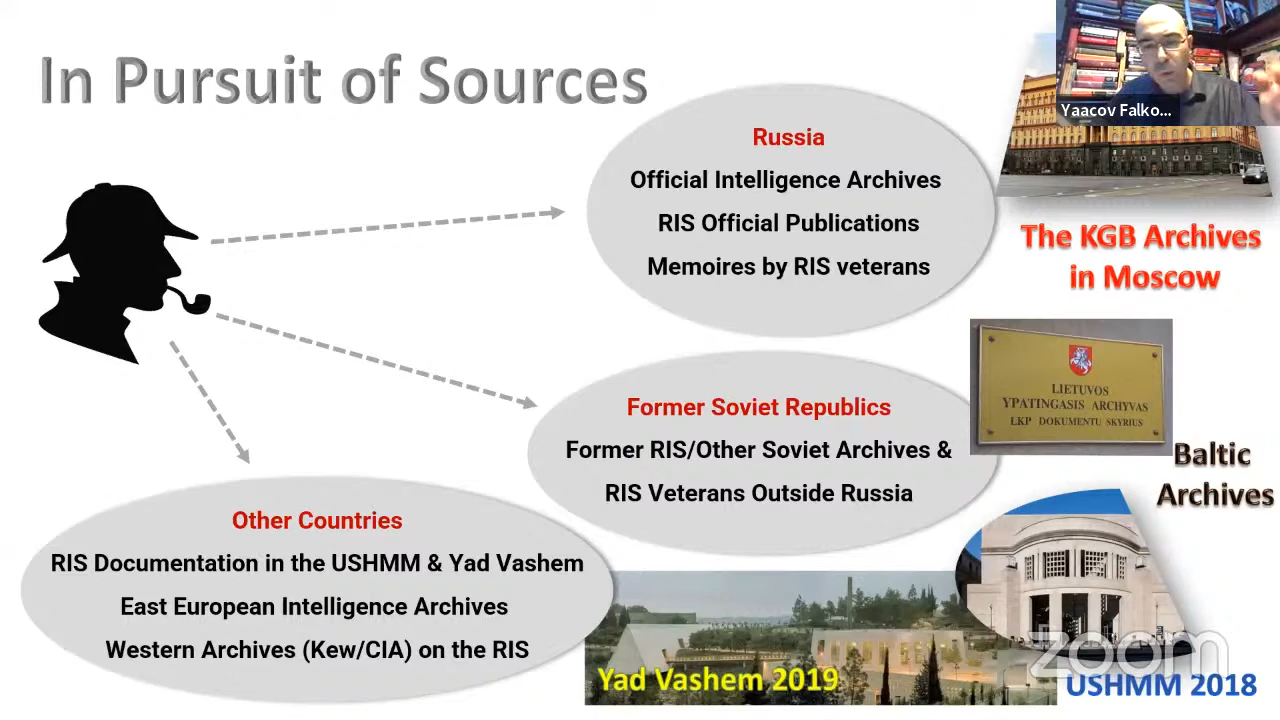 In Pursuit of Sources
Yaacov Falko...
Russia
Official Intelligence Archives
RIS Official Publications
Memoires by RIS veterans
The KGB Archives
in Moscow
LIETUVOS
YPATINGASIS ARCHYVAS
LKP DOKUMENTŲ SKYRIUS
Former Soviet Republics
Former RIS/Other Soviet Archives &
RIS Veterans Outside Russia
Baltic
Archives
Other Countries
RIS Documentation in the USHMM & Yad Vashem
East European Intelligence Archives
Western Archives (Kew/CIA) on the RIS
Yad Vashem 2019
zoom
USHMM 2018